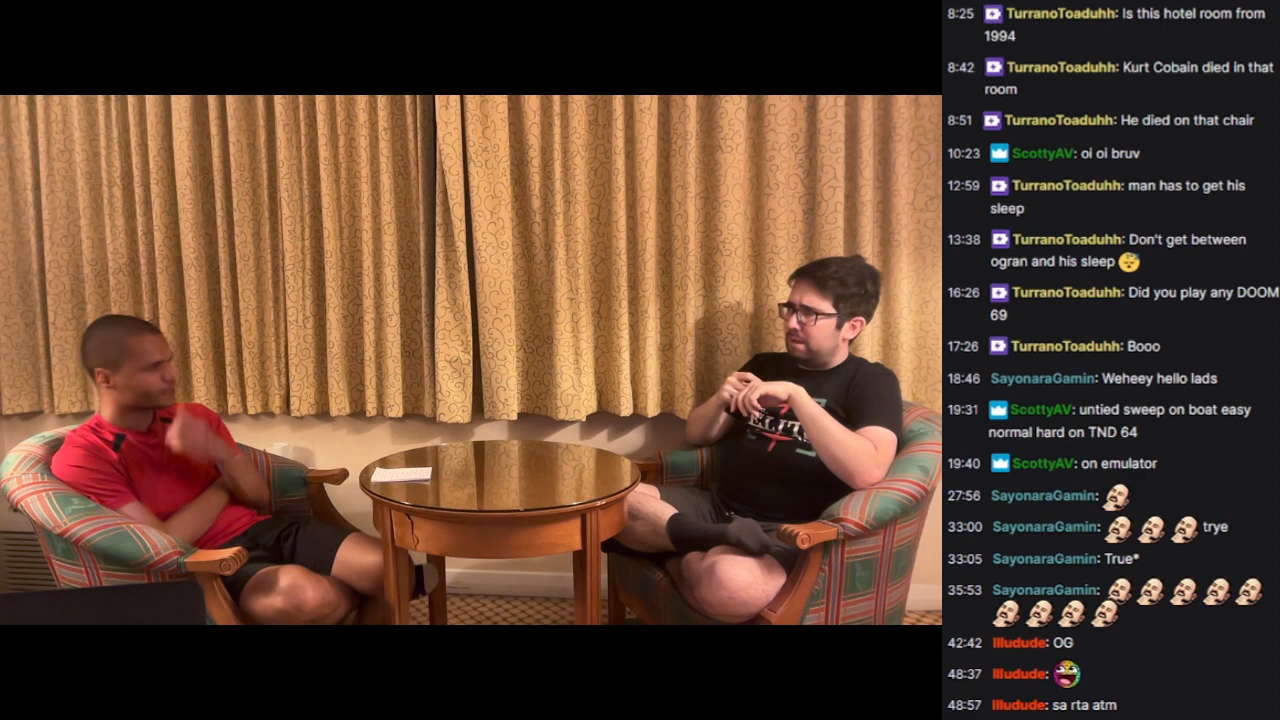 8:25 TurranoToaduhh: Is this hotel room from
1994
8:42 TurranoToaduhh: Kurt Cobain died in that
room
8:51 TurranoToaduhh: He died on that chair
10:23 ScottyAV: oi oi bruv
12:59 TurranoToaduhh: man has to get his
sleep
13:38 TurranoToaduhh: Don't get between
ogran and his sleep
16:26 TurranoToaduhh: Did you play any DOOM
69
17:26 TurranoToaduhh: Booo
18:46 SayonaraGamin: Weheey hello lads
19:31 ScottyAV: untied sweep on boat easy
normal hard on TND 64
19:40 ScottyAV: on emulator
27:56 SayonaraGamin:
33:00 SayonaraGamin: trye
33:05 SayonaraGamin: True*
35:53 SayonaraGamin:
42:42 Illudude: OG
48:37 Illudude:
48:57 Illudude: sa rta atm